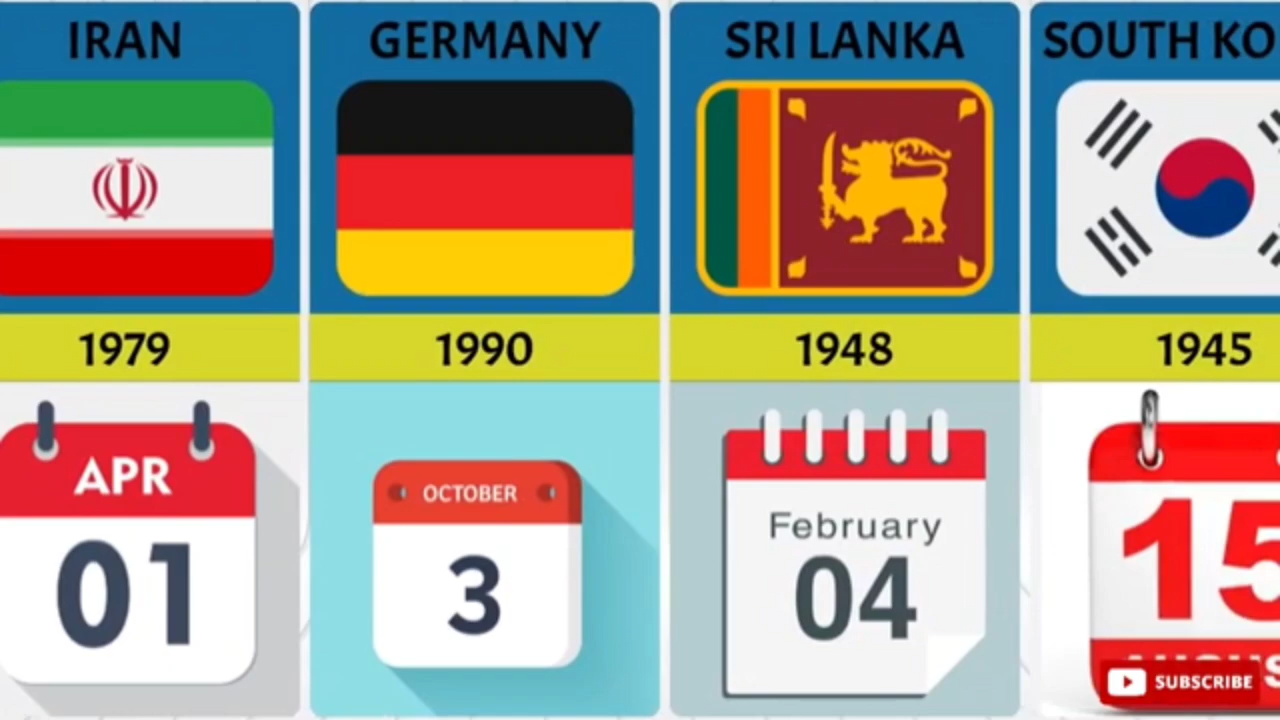 IRAN
1979
APR
01
GERMANY
1990
OCTOBER
3
SRI LANKA
1948
February
04
SOUTH KO
1945
15
SUBSCRIBE